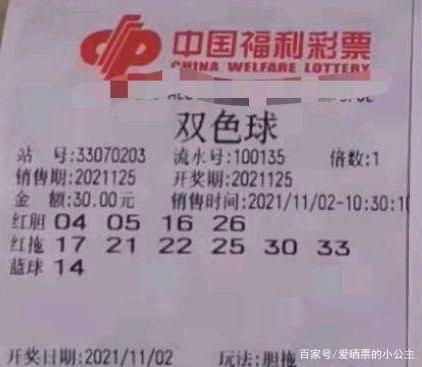 中国福利彩票
CHINA WELFARE LOTTERY
双色球
站 号:33070203 流水号:100135 倍数:1
销售期:2021125 开奖期:2021125
金 额:30.00元 销售时间:2021/11/02-10:30:10
红胆 04 05 16 26
红拖 17 21 22 25 30 33
蓝球 14
开奖日期:2021/11/02 玩法:胆拖
百家号/爱晒票的小公主